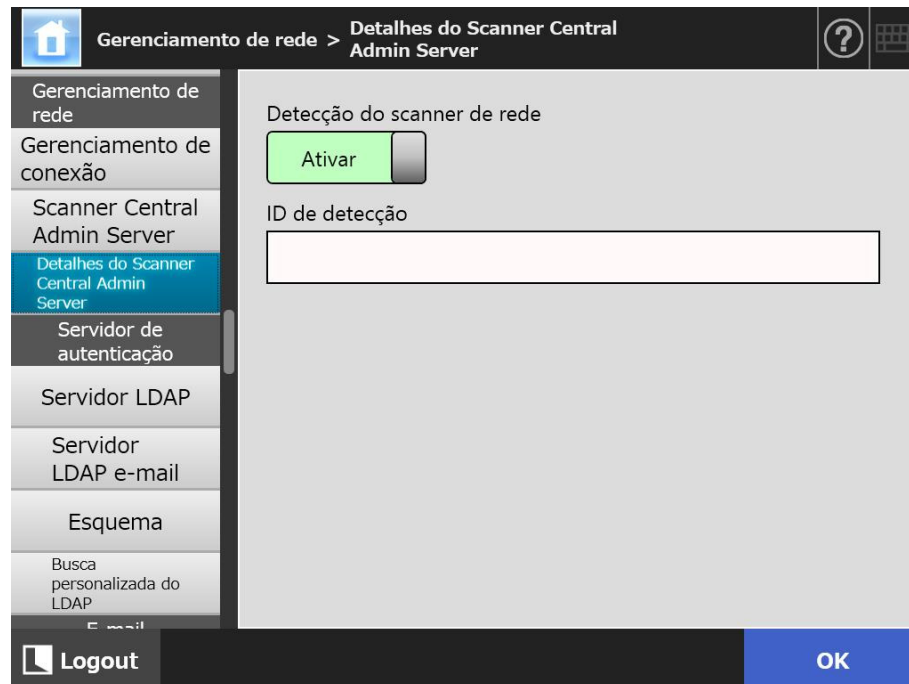 Gerenciamento de rede > Detalhes do Scanner Central
Admin Server
?
Gerenciamento de
rede
Gerenciamento de
conexão
Scanner Central
Admin Server
Detalhes do Scanner
Central Admin
Server
Servidor de
autenticação
Servidor LDAP
Servidor
LDAP e-mail
Esquema
Busca
personalizada do
LDAP
E-mail
Detecção do scanner de rede
Ativar
ID de detecção
Logout
OK